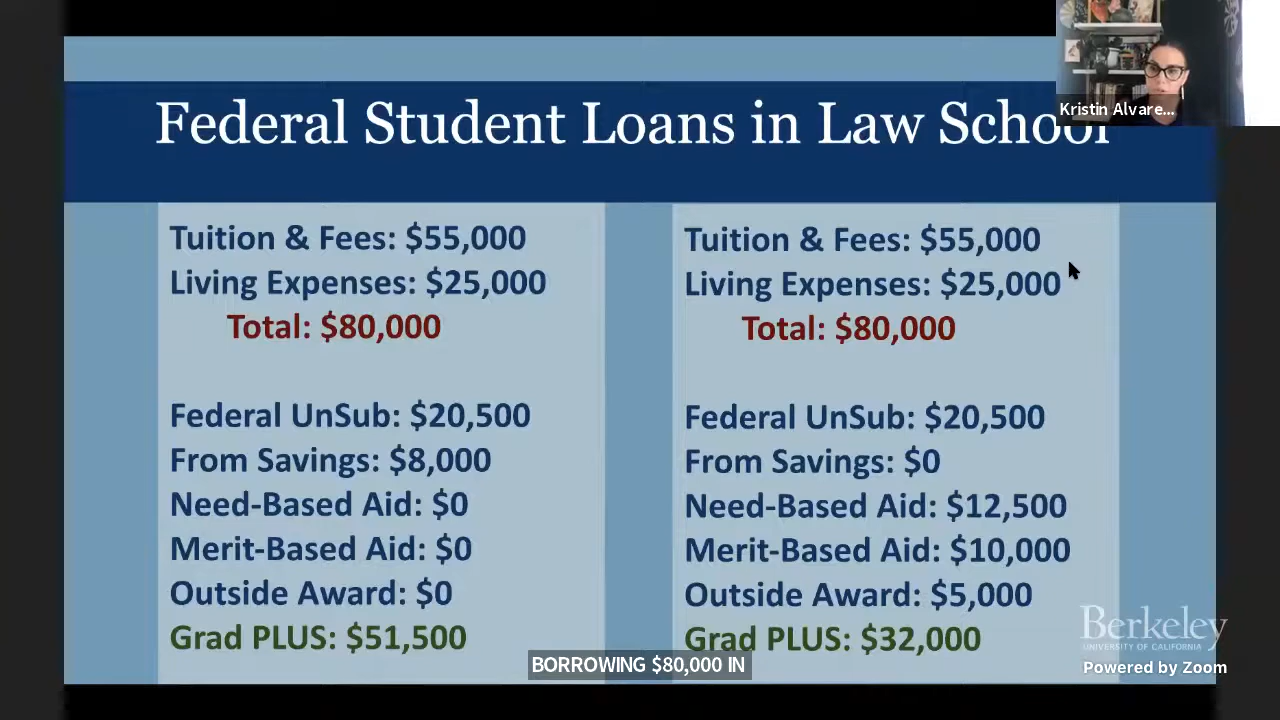 Federal Student Loans in Law School
Kristin Alvare...
Tuition & Fees: $55,000
Living Expenses: $25,000
Total: $80,000
Federal UnSub: $20,500
From Savings: $8,000
Need-Based Aid: $0
Merit-Based Aid: $0
Outside Award: $0
Grad PLUS: $51,500
Tuition & Fees: $55,000
Living Expenses: $25,000
Total: $80,000
Federal UnSub: $20,500
From Savings: $0
Need-Based Aid: $12,500
Merit-Based Aid: $10,000
Outside Award: $5,000
Grad PLUS: $32,000
Berkeley
UNIVERSITY OF CALIFORNIA
Powered by Zoom
BORROWING $80,000 IN